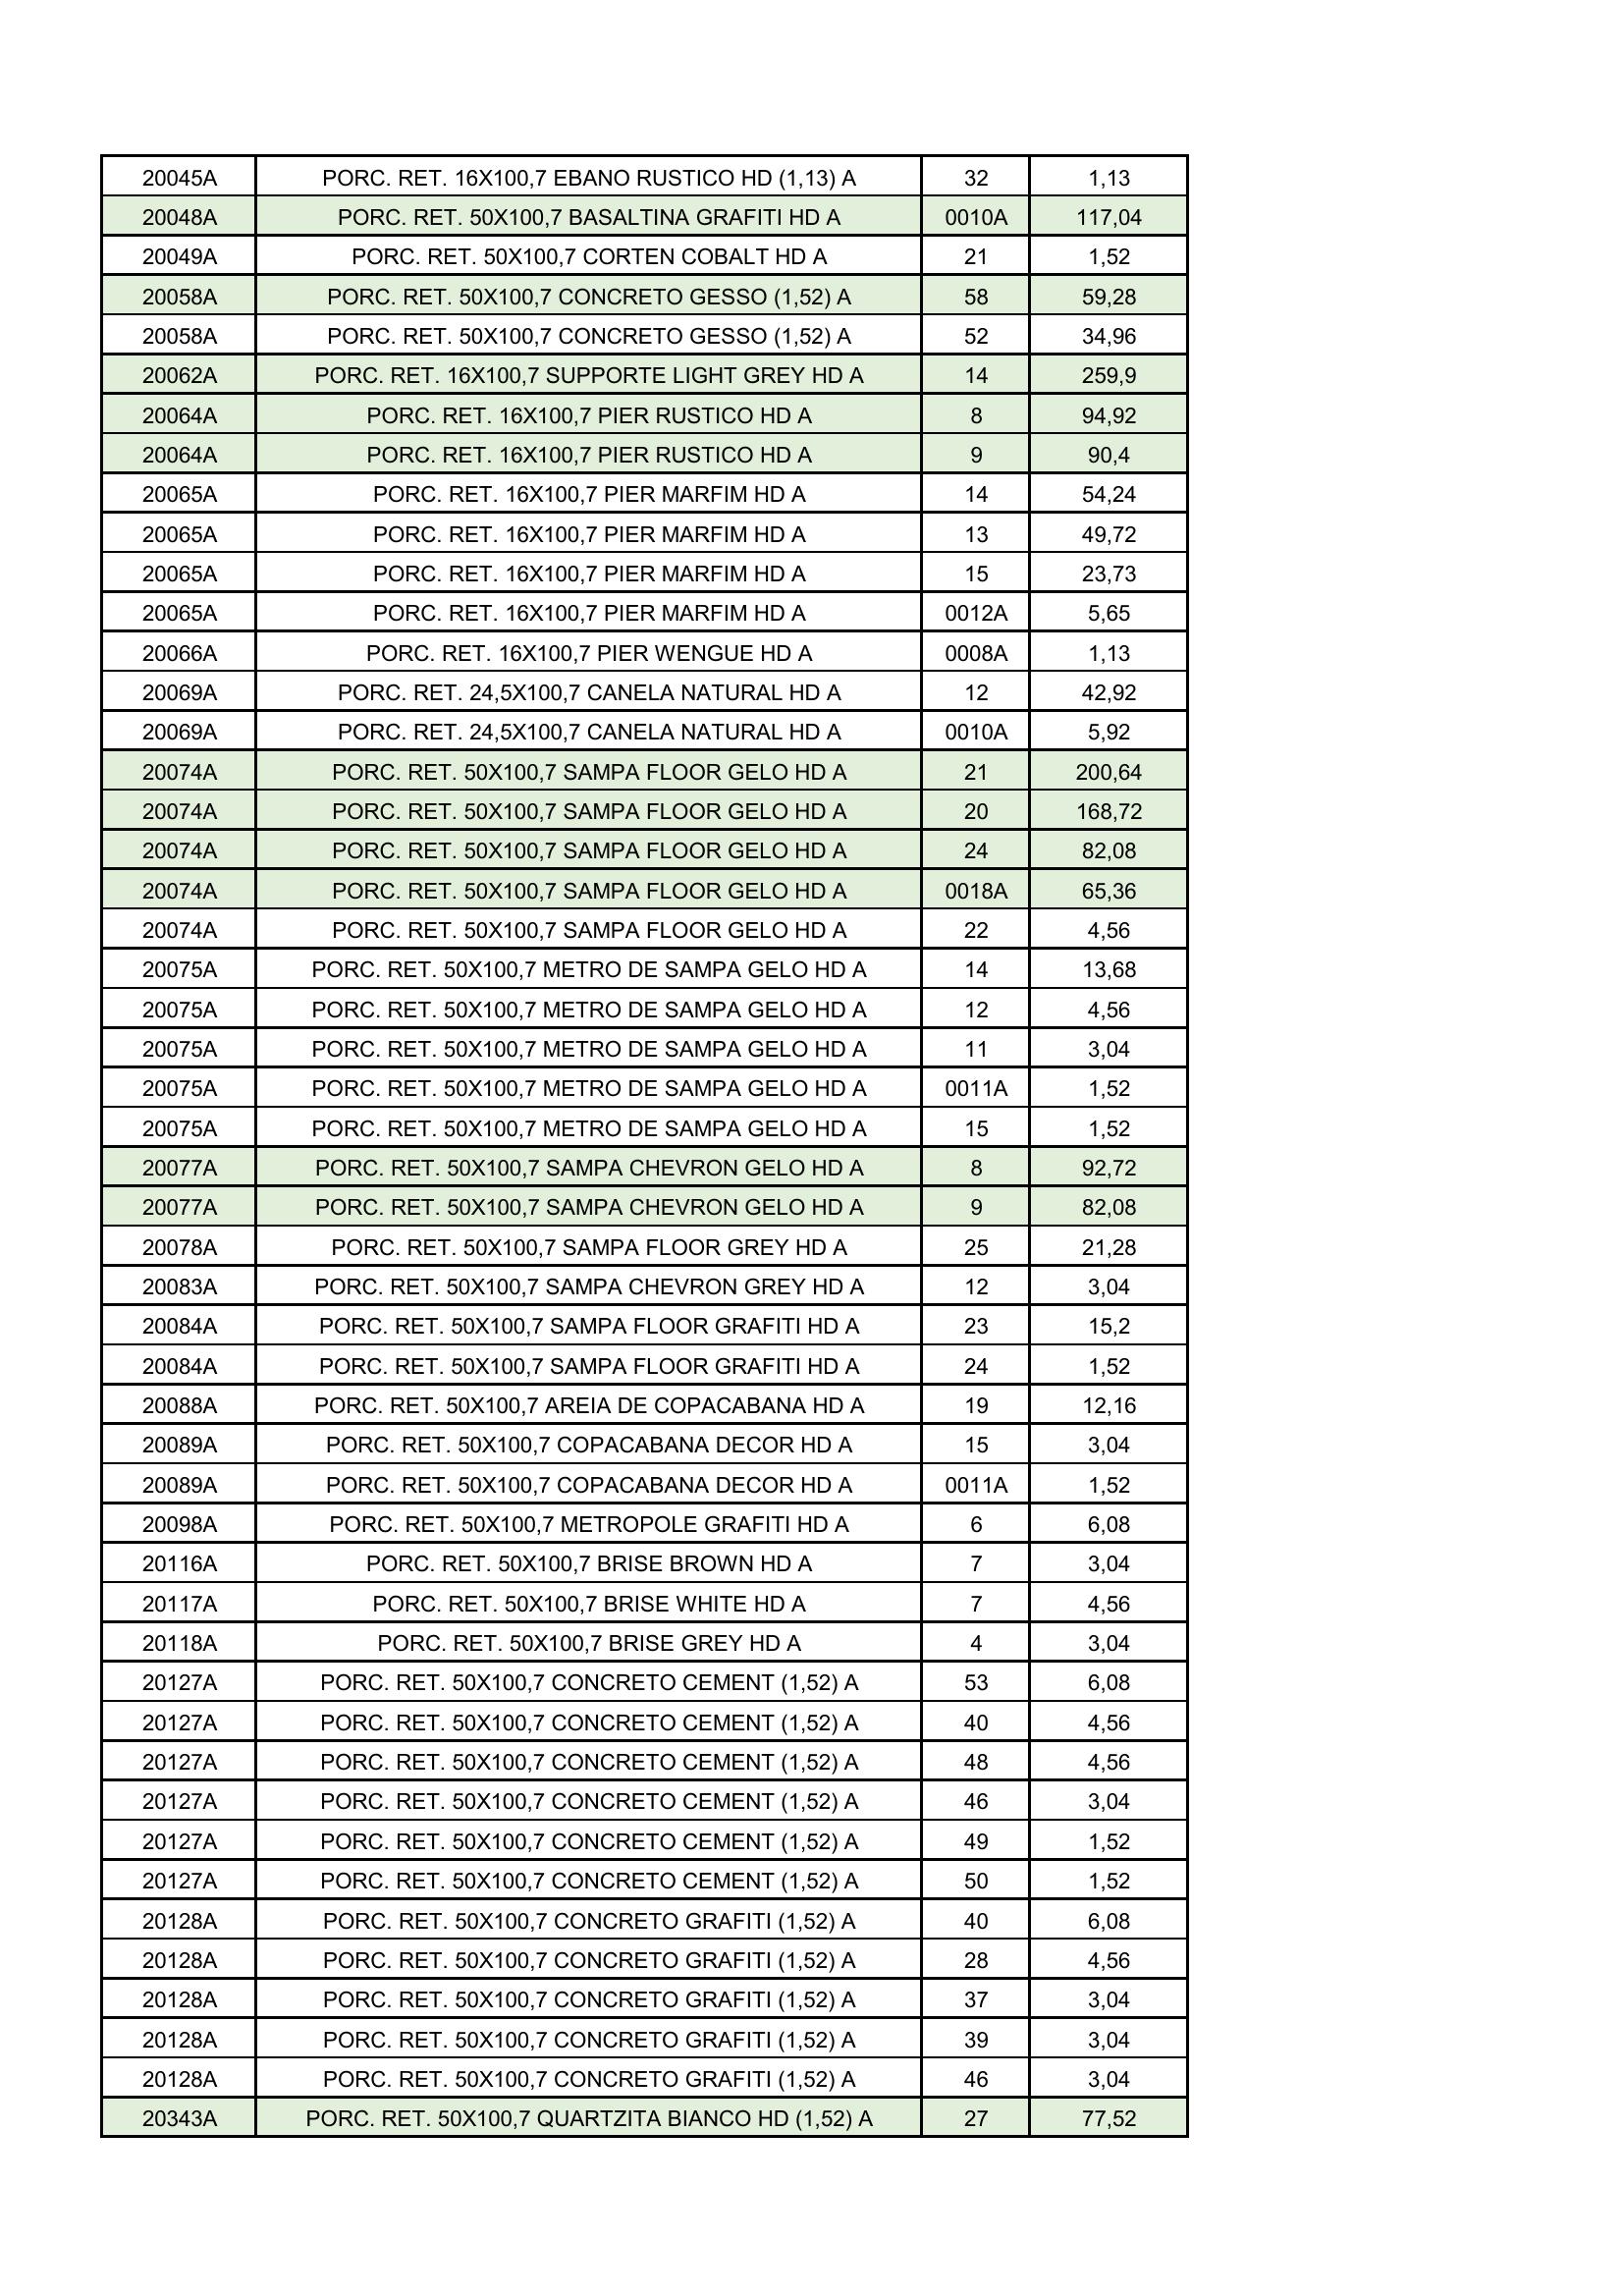 20045A PORC. RET. 16X100,7 EBANO RUSTICO HD (1,13) A 32 1,13
20048A PORC. RET. 50X100,7 BASALTINA GRAFITI HD A 0010A 117,04
20049A PORC. RET. 50X100,7 CORTEN COBALT HD A 21 1,52
20058A PORC. RET. 50X100,7 CONCRETO GESSO (1,52) A 58 59,28
20058A PORC. RET. 50X100,7 CONCRETO GESSO (1,52) A 52 34,96
20062A PORC. RET. 16X100,7 SUPPORTE LIGHT GREY HD A 14 259,9
20064A PORC. RET. 16X100,7 PIER RUSTICO HD A 8 94,92
20064A PORC. RET. 16X100,7 PIER RUSTICO HD A 9 90,4
20065A PORC. RET. 16X100,7 PIER MARFIM HD A 14 54,24
20065A PORC. RET. 16X100,7 PIER MARFIM HD A 13 49,72
20065A PORC. RET. 16X100,7 PIER MARFIM HD A 15 23,73
20065A PORC. RET. 16X100,7 PIER MARFIM HD A 0012A 5,65
20066A PORC. RET. 16X100,7 PIER WENGUE HD A 0008A 1,13
20069A PORC. RET. 24,5X100,7 CANELA NATURAL HD A 12 42,92
20069A PORC. RET. 24,5X100,7 CANELA NATURAL HD A 0010A 5,92
20074A PORC. RET. 50X100,7 SAMPA FLOOR GELO HD A 21 200,64
20074A PORC. RET. 50X100,7 SAMPA FLOOR GELO HD A 20 168,72
20074A PORC. RET. 50X100,7 SAMPA FLOOR GELO HD A 24 82,08
20074A PORC. RET. 50X100,7 SAMPA FLOOR GELO HD A 0018A 65,36
20074A PORC. RET. 50X100,7 SAMPA FLOOR GELO HD A 22 4,56
20075A PORC. RET. 50X100,7 METRO DE SAMPA GELO HD A 14 13,68
20075A PORC. RET. 50X100,7 METRO DE SAMPA GELO HD A 12 4,56
20075A PORC. RET. 50X100,7 METRO DE SAMPA GELO HD A 11 3,04
20075A PORC. RET. 50X100,7 METRO DE SAMPA GELO HD A 0011A 1,52
20075A PORC. RET. 50X100,7 METRO DE SAMPA GELO HD A 15 1,52
20077A PORC. RET. 50X100,7 SAMPA CHEVRON GELO HD A 8 92,72
20077A PORC. RET. 50X100,7 SAMPA CHEVRON GELO HD A 9 82,08
20078A PORC. RET. 50X100,7 SAMPA FLOOR GREY HD A 25 21,28
20083A PORC. RET. 50X100,7 SAMPA CHEVRON GREY HD A 12 3,04
20084A PORC. RET. 50X100,7 SAMPA FLOOR GRAFITI HD A 23 15,2
20084A PORC. RET. 50X100,7 SAMPA FLOOR GRAFITI HD A 24 1,52
20088A PORC. RET. 50X100,7 AREIA DE COPACABANA HD A 19 12,16
20089A PORC. RET. 50X100,7 COPACABANA DECOR HD A 15 3,04
20089A PORC. RET. 50X100,7 COPACABANA DECOR HD A 0011A 1,52
20098A PORC. RET. 50X100,7 METROPOLE GRAFITI HD A 6 6,08
20116A PORC. RET. 50X100,7 BRISE BROWN HD A 7 3,04
20117A PORC. RET. 50X100,7 BRISE WHITE HD A 7 4,56
20118A PORC. RET. 50X100,7 BRISE GREY HD A 4 3,04
20127A PORC. RET. 50X100,7 CONCRETO CEMENT (1,52) A 53 6,08
20127A PORC. RET. 50X100,7 CONCRETO CEMENT (1,52) A 40 4,56
20127A PORC. RET. 50X100,7 CONCRETO CEMENT (1,52) A 48 4,56
20127A PORC. RET. 50X100,7 CONCRETO CEMENT (1,52) A 46 3,04
20127A PORC. RET. 50X100,7 CONCRETO CEMENT (1,52) A 49 1,52
20127A PORC. RET. 50X100,7 CONCRETO CEMENT (1,52) A 50 1,52
20128A PORC. RET. 50X100,7 CONCRETO GRAFITI (1,52) A 40 6,08
20128A PORC. RET. 50X100,7 CONCRETO GRAFITI (1,52) A 28 4,56
20128A PORC. RET. 50X100,7 CONCRETO GRAFITI (1,52) A 37 3,04
20128A PORC. RET. 50X100,7 CONCRETO GRAFITI (1,52) A 39 3,04
20128A PORC. RET. 50X100,7 CONCRETO GRAFITI (1,52) A 46 3,04
20343A PORC. RET. 50X100,7 QUARTZITA BIANCO HD (1,52) A 27 77,52